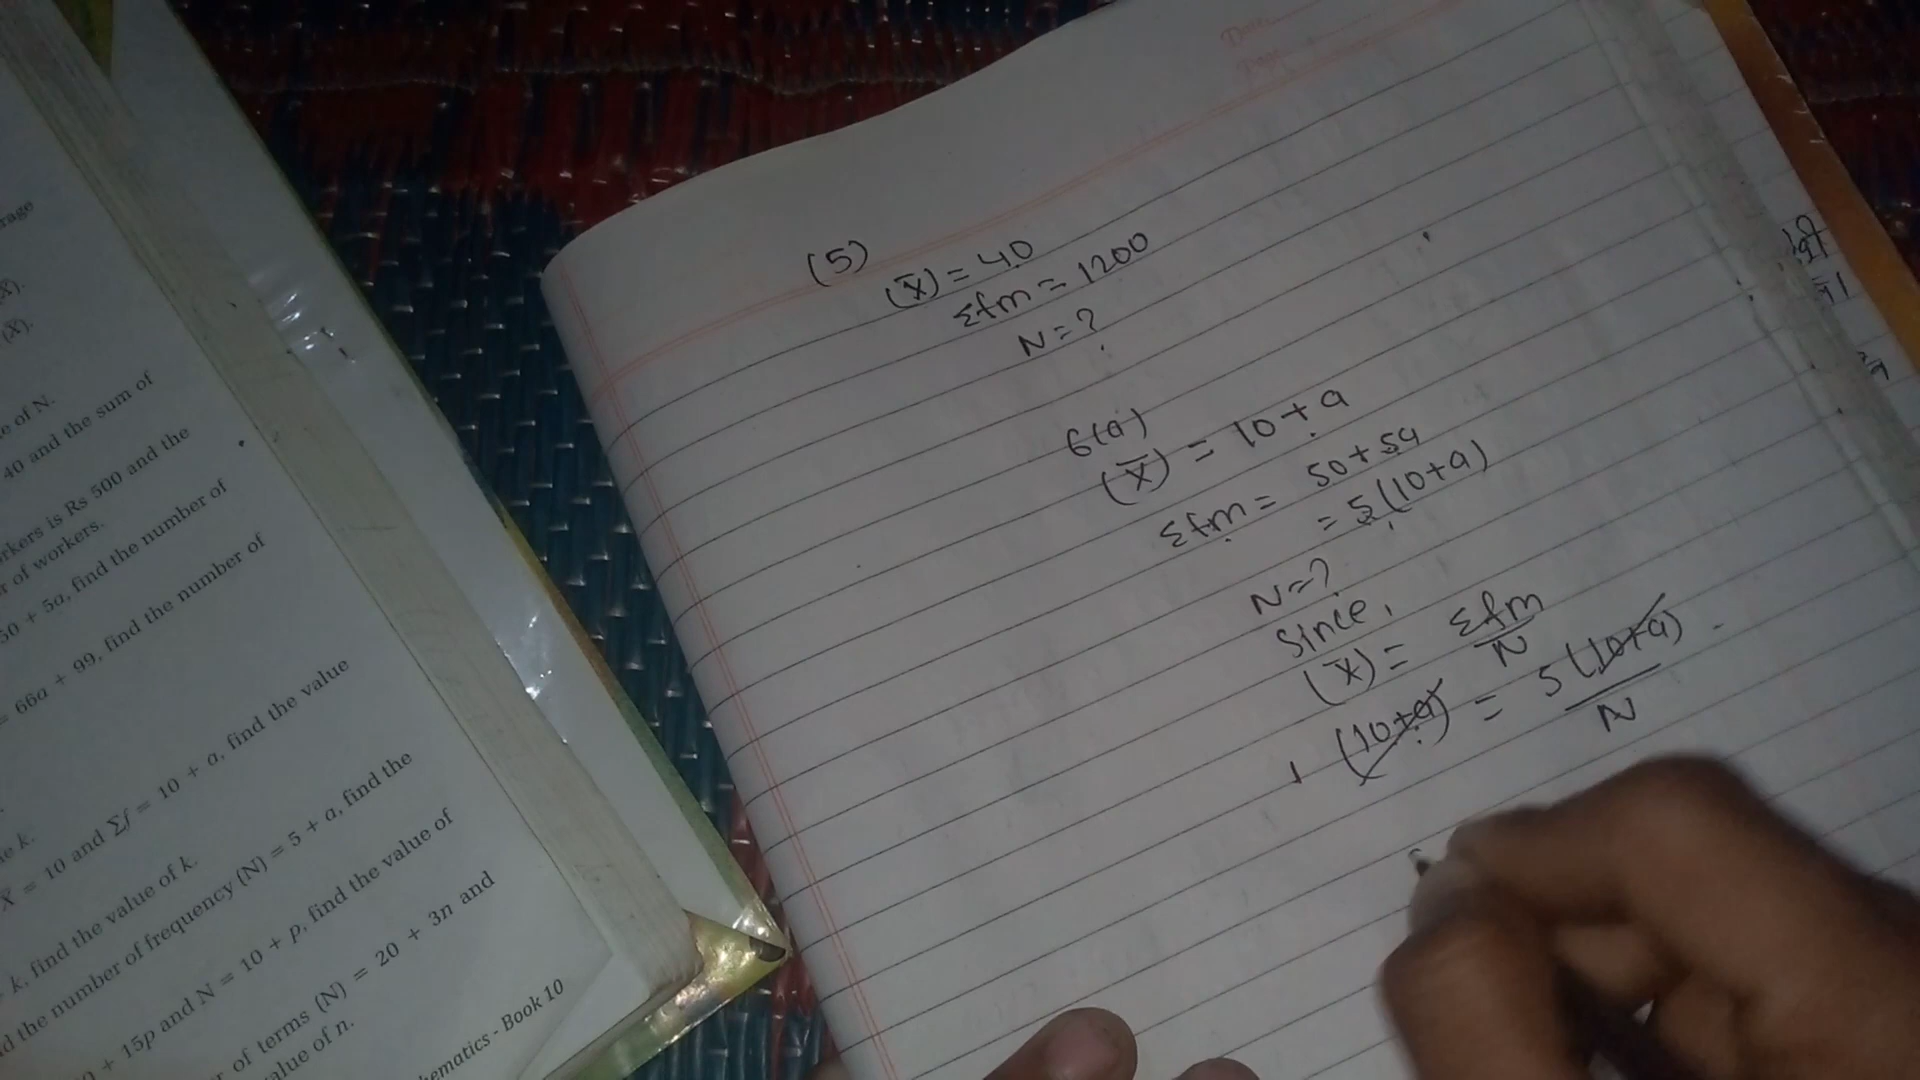 (X̄).
(X̄).
of N.
40 and the sum of
rkers is Rs 500 and the
r of workers.
50 + 5a, find the number of
= 66a + 99, find the number of
X̄ = 10 and Σf = 10 + a, find the value
k.
k, find the value of k.
d the number of frequency (N) = 5 + a, find the
+ 15p and N = 10 + p, find the value of
of terms (N) = 20 + 3n and
value of n.
ematics - Book 10
(5)
(X̄) = 40
Σfm = 1200
N = ?
6(a)
(X̄) = 10 + a
Σfm = 50 + 5a
= 5(10+a)
N = ?
Since,
(X̄) = Σfm/N
1 (10+a) = 5(10+a)/N